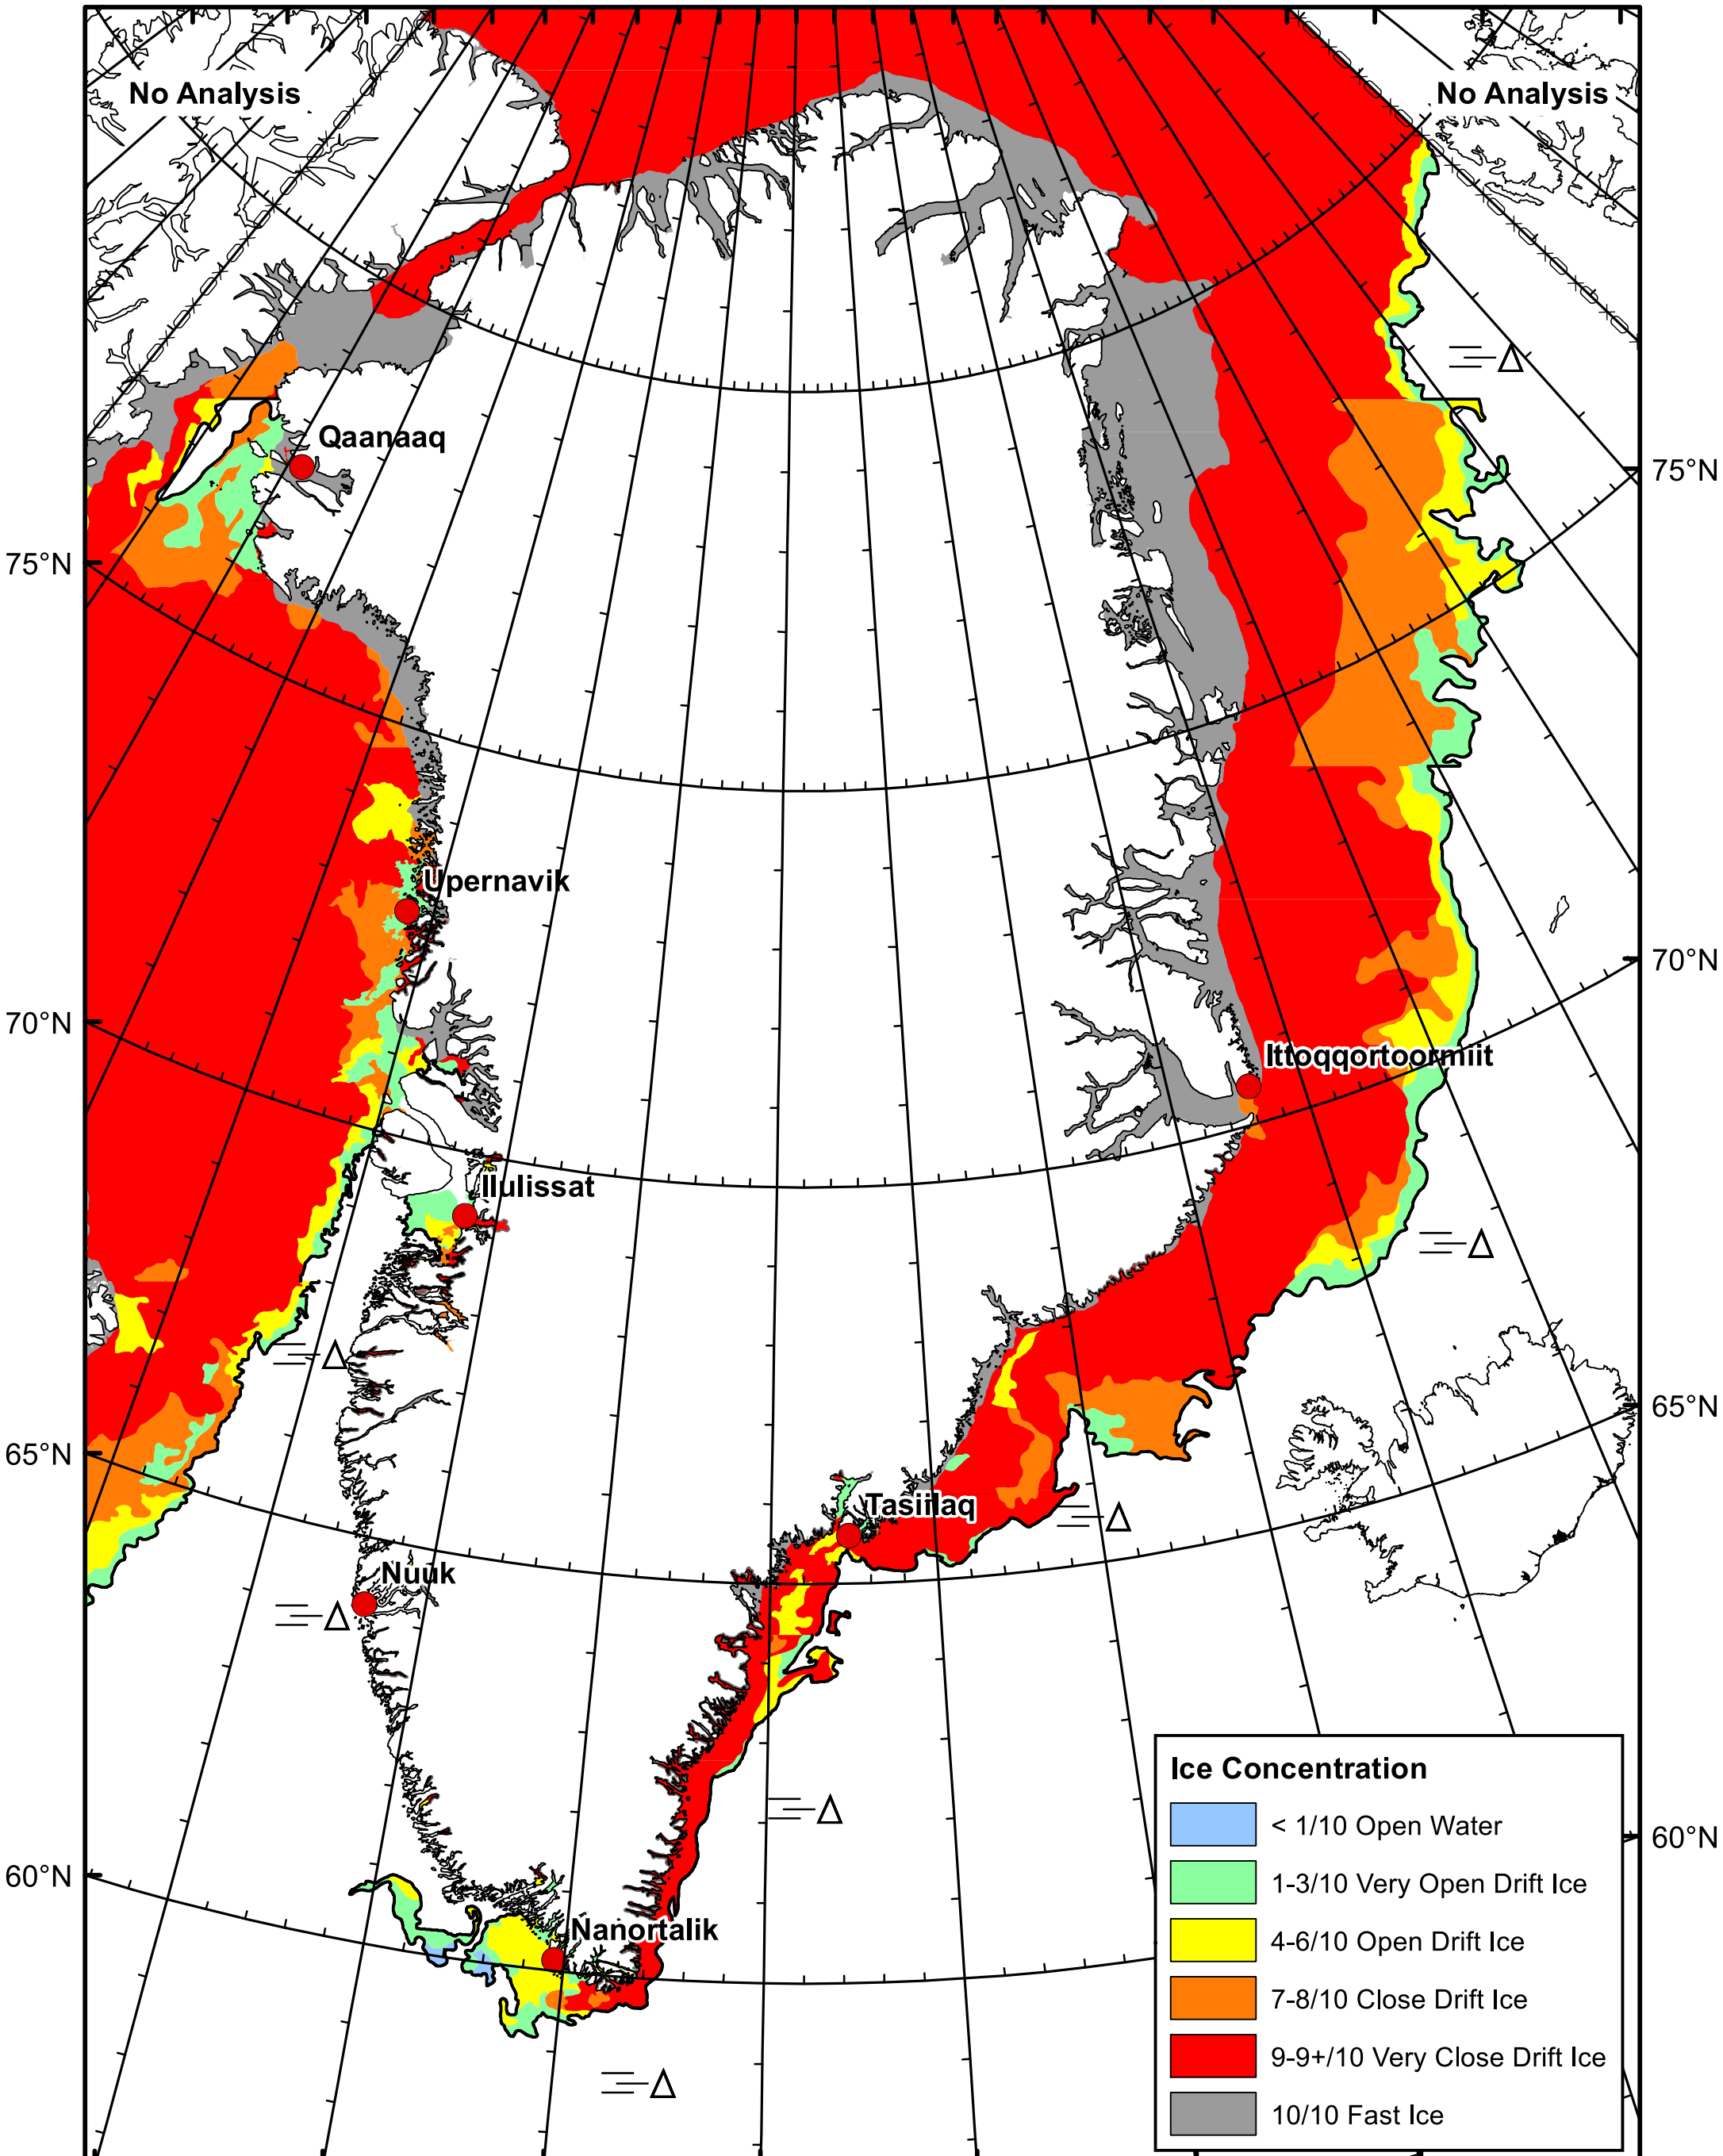 No Analysis
No Analysis
Qaanaaq
75°N
75°N
Upernavik
70°N
70°N
Ittoqqortoormiit
Ilulissat
65°N
65°N
Tasiilaq
Nuuk
60°N
60°N
Nanortalik
Ice Concentration
< 1/10 Open Water
1-3/10 Very Open Drift Ice
4-6/10 Open Drift Ice
7-8/10 Close Drift Ice
9-9+/10 Very Close Drift Ice
10/10 Fast Ice